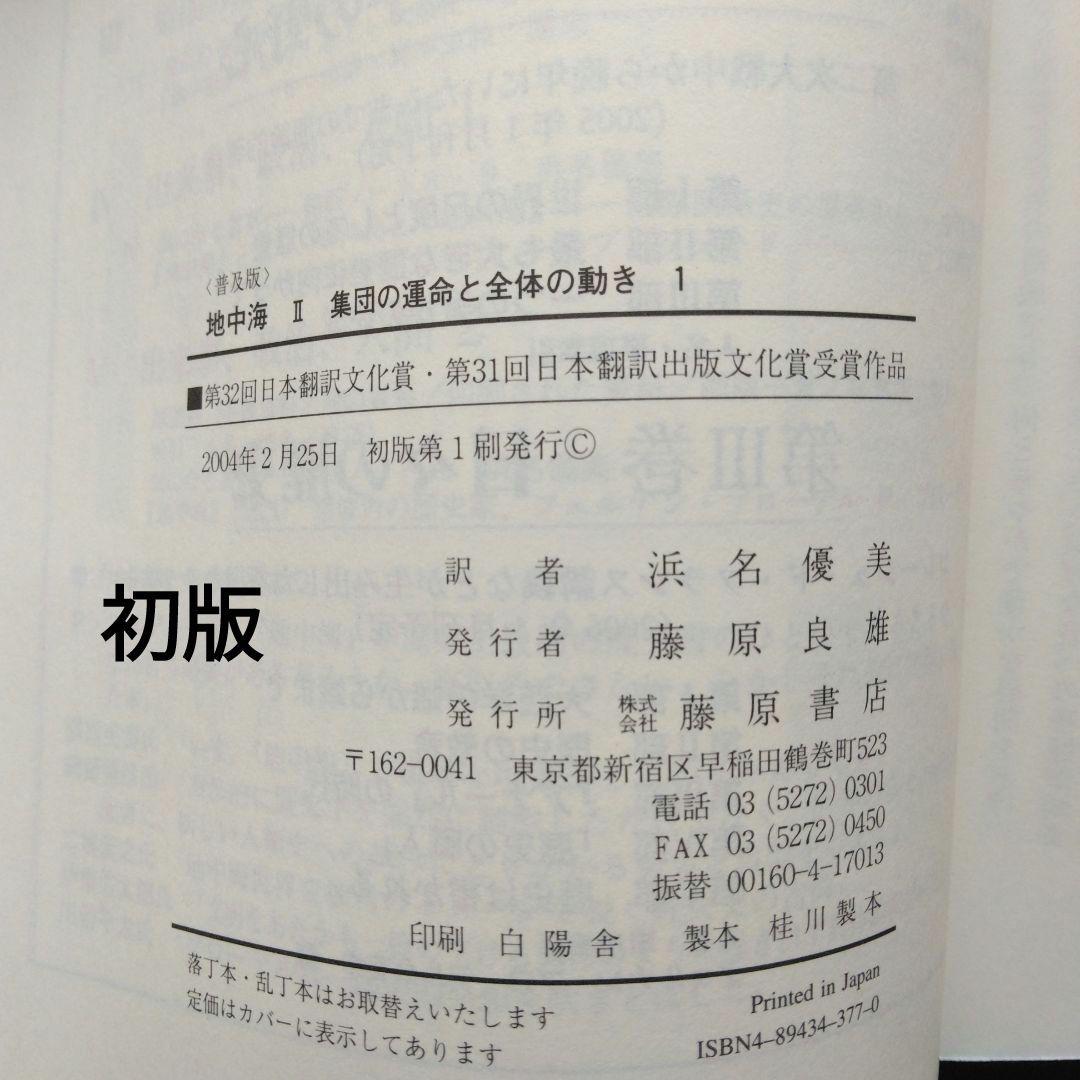 〈普及版〉
地中海 Ⅱ 集団の運命と全体の動き 1
■第32回日本翻訳文化賞・第31回日本翻訳出版文化賞受賞作品
2004年2月25日 初版第1刷発行©
訳者 浜名優美
発行者 藤原良雄
発行所 株式会社 藤原書店
〒162-0041 東京都新宿区早稲田鶴巻町523
電話 03 (5272) 0301
FAX 03 (5272) 0450
振替 00160-4-17013
印刷 白陽舎 製本 桂川製本
落丁本・乱丁本はお取替えいたします
定価はカバーに表示してあります
Printed in Japan
ISBN4-89434-377-0
初版